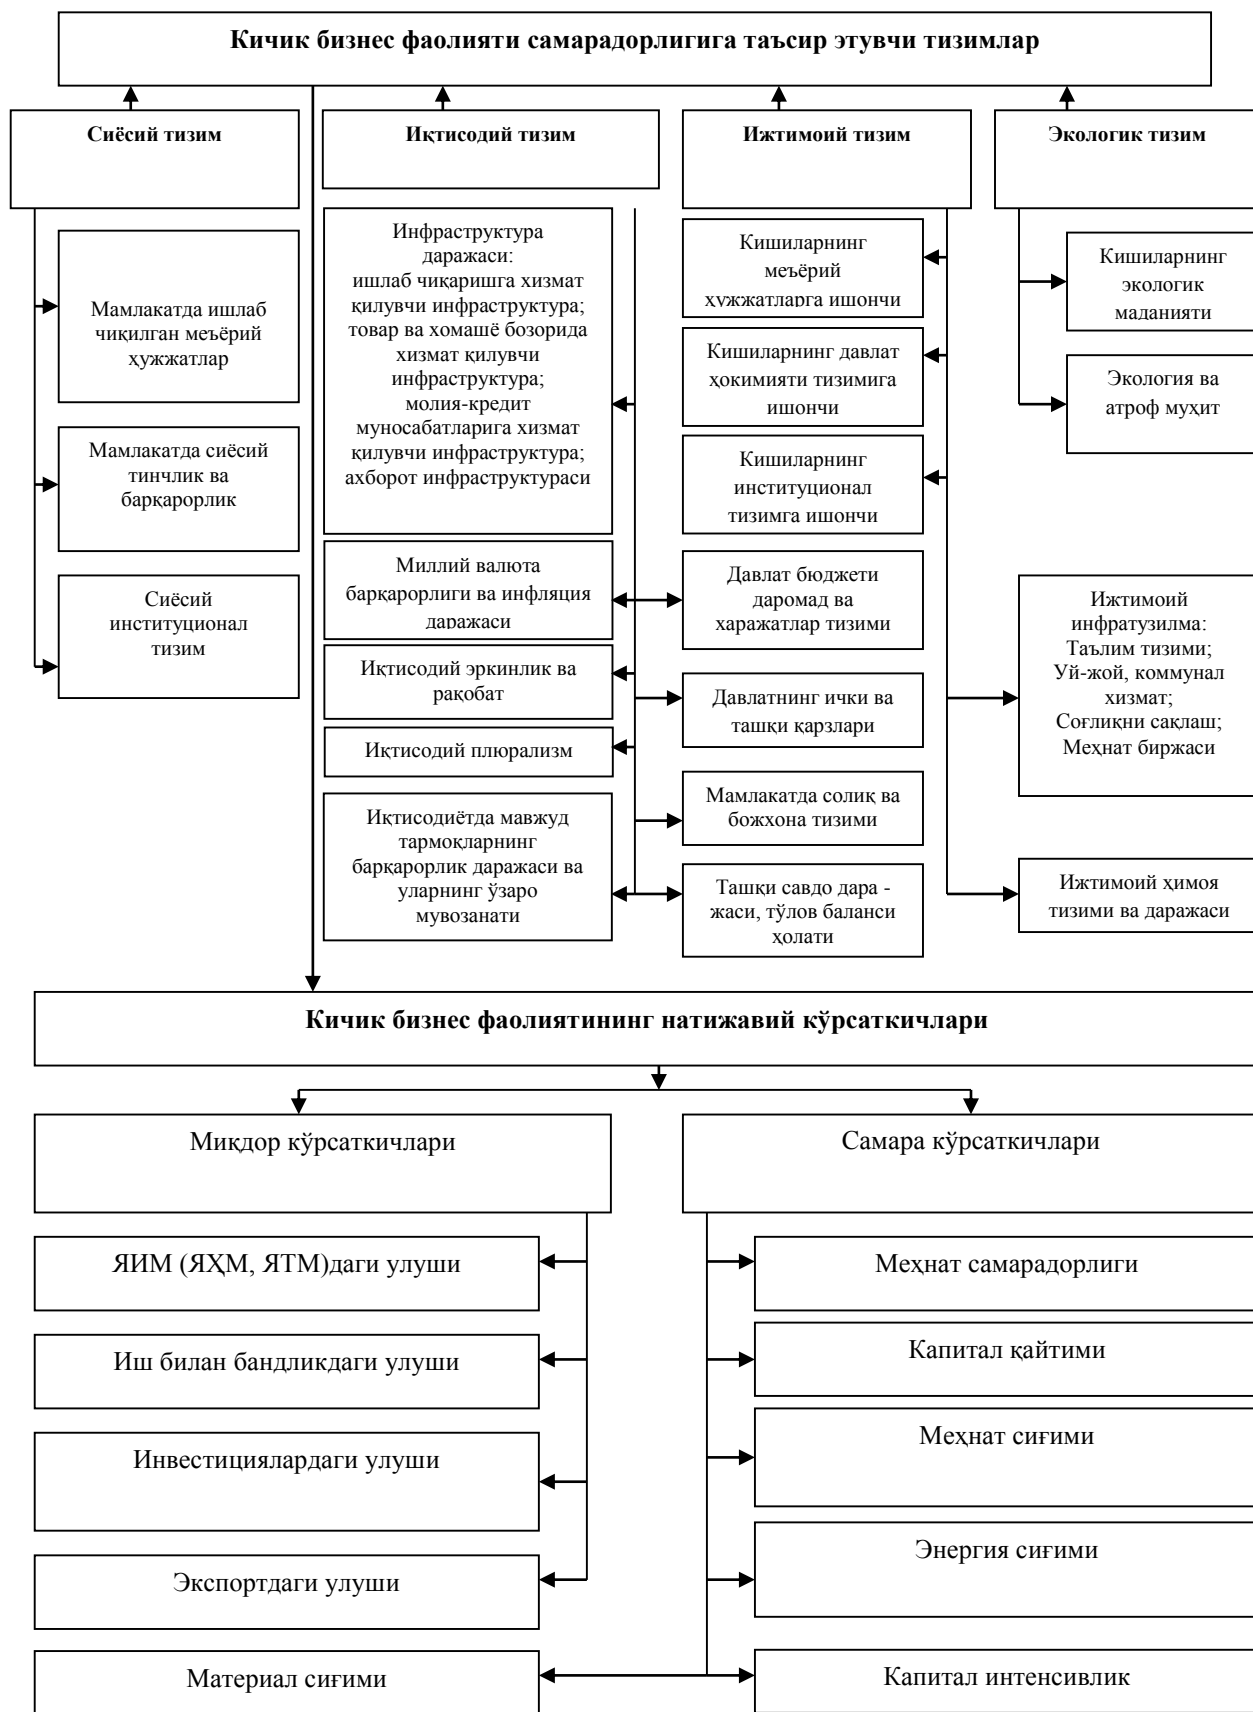 Кичик бизнес фаолияти самарадорлигига таъсир этувчи тизимлар
Сиёсий тизим
Мамлакатда ишлаб
чиқилган меъёрий
ҳужжатлар
Мамлакатда сиёсий
тинчлик ва
барқарорлик
Сиёсий
институционал
тизим
Иқтисодий тизим
Инфраструктура
даражаси:
ишлаб чиқаришга хизмат
қилувчи инфраструктура;
товар ва хомашё бозорида
хизмат қилувчи
инфраструктура;
молия-кредит
муносабатларига хизмат
қилувчи инфраструктура;
ахборот инфраструктураси
Миллий валюта
барқарорлиги ва инфляция
даражаси
Иқтисодий эркинлик ва
рақобат
Иқтисодий плюрализм
Иқтисодиётда мавжуд
тармоқларнинг
барқарорлик даражаси ва
уларнинг ўзаро
мувозанати
Ижтимоий тизим
Кишиларнинг
меъёрий
ҳужжатларга ишончи
Кишиларнинг давлат
ҳокимияти тизимига
ишончи
Кишиларнинг
институционал
тизимга ишончи
Давлат бюджети
даромад ва
харажатлар тизими
Давлатнинг ички ва
ташқи қарзлари
Мамлакатда солиқ ва
божхона тизими
Ташқи савдо дара -
жаси, тўлов баланси
ҳолати
Экологик тизим
Кишиларнинг
экологик
маданияти
Экология ва
атроф муҳит
Ижтимоий
инфратузилма:
Таълим тизими;
Уй-жой, коммунал
хизмат;
Соғлиқни сақлаш;
Меҳнат биржаси
Ижтимоий ҳимоя
тизими ва даражаси
Кичик бизнес фаолиятининг натижавий кўрсаткичлари
Миқдор кўрсаткичлари
ЯИМ (ЯҲМ, ЯТМ)даги улуши
Иш билан бандликдаги улуши
Инвестициялардаги улуши
Экспортдаги улуши
Материал сиғими
Самара кўрсаткичлари
Меҳнат самарадорлиги
Капитал қайтими
Меҳнат сиғими
Энергия сиғими
Капитал интенсивлик